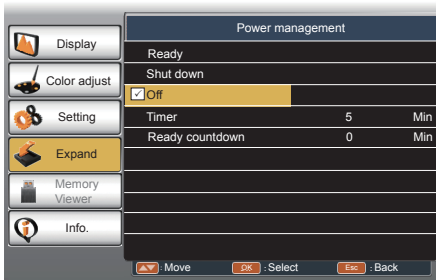 Power management
Display
Color adjust
Setting
Expand
Memory
Viewer
Info.
Ready
Shut down
Off
Timer 5 Min
Ready countdown 0 Min
: Move OK : Select Esc : Back